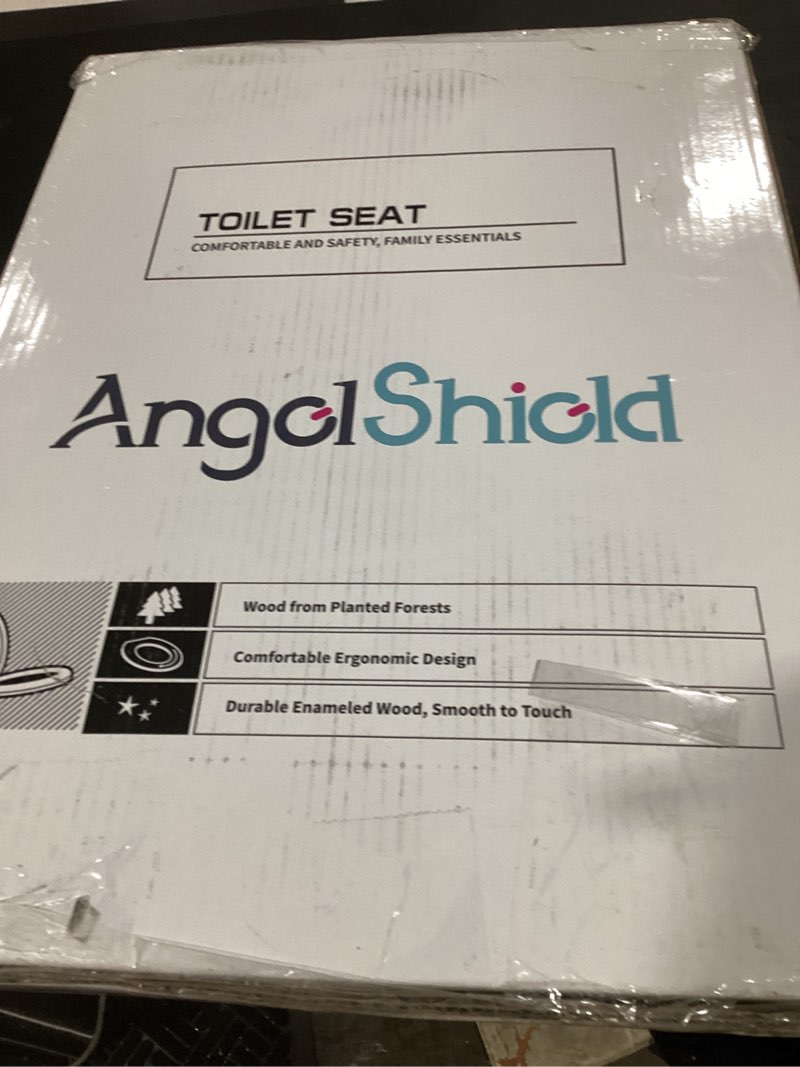 TOILET SEAT
COMFORTABLE AND SAFETY, FAMILY ESSENTIALS
AngelShield
Wood from Planted Forests
Comfortable Ergonomic Design
Durable Enameled Wood, Smooth to Touch